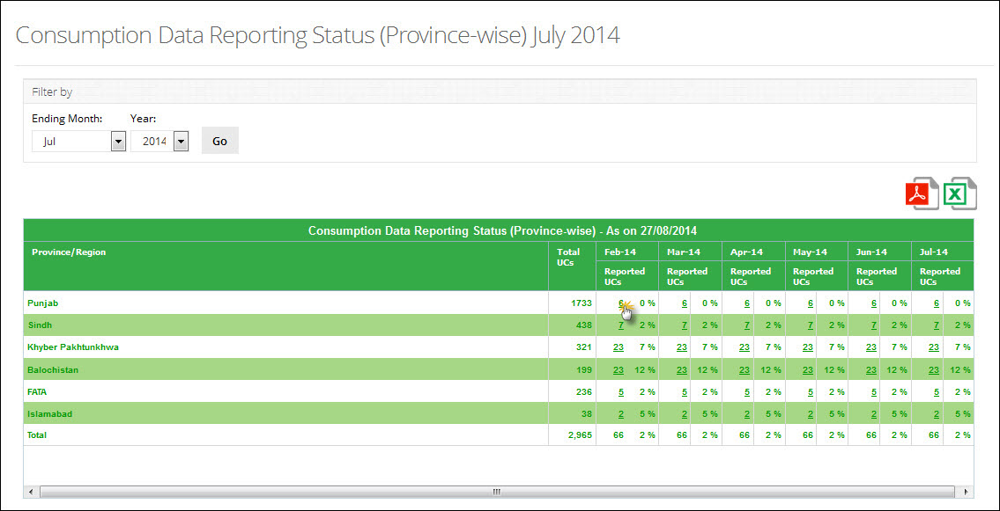 Consumption Data Reporting Status (Province-wise) July 2014
Filter by
Ending Month: Year:
Jul 2014 Go
Consumption Data Reporting Status (Province-wise) - As on 27/08/2014
Province/Region Total UCs Feb-14 Mar-14 Apr-14 May-14 Jun-14 Jul-14
Reported UCs Reported UCs Reported UCs Reported UCs Reported UCs Reported UCs
Punjab 1733 6 0 % 6 0 % 6 0 % 6 0 % 6 0 % 6 0 %
Sindh 438 7 2 % 7 2 % 7 2 % 7 2 % 7 2 % 7 2 %
Khyber Pakhtunkhwa 321 23 7 % 23 7 % 23 7 % 23 7 % 23 7 % 23 7 %
Balochistan 199 23 12 % 23 12 % 23 12 % 23 12 % 23 12 % 23 12 %
FATA 236 5 2 % 5 2 % 5 2 % 5 2 % 5 2 % 5 2 %
Islamabad 38 2 5 % 2 5 % 2 5 % 2 5 % 2 5 % 2 5 %
Total 2,965 66 2 % 66 2 % 66 2 % 66 2 % 66 2 % 66 2 %